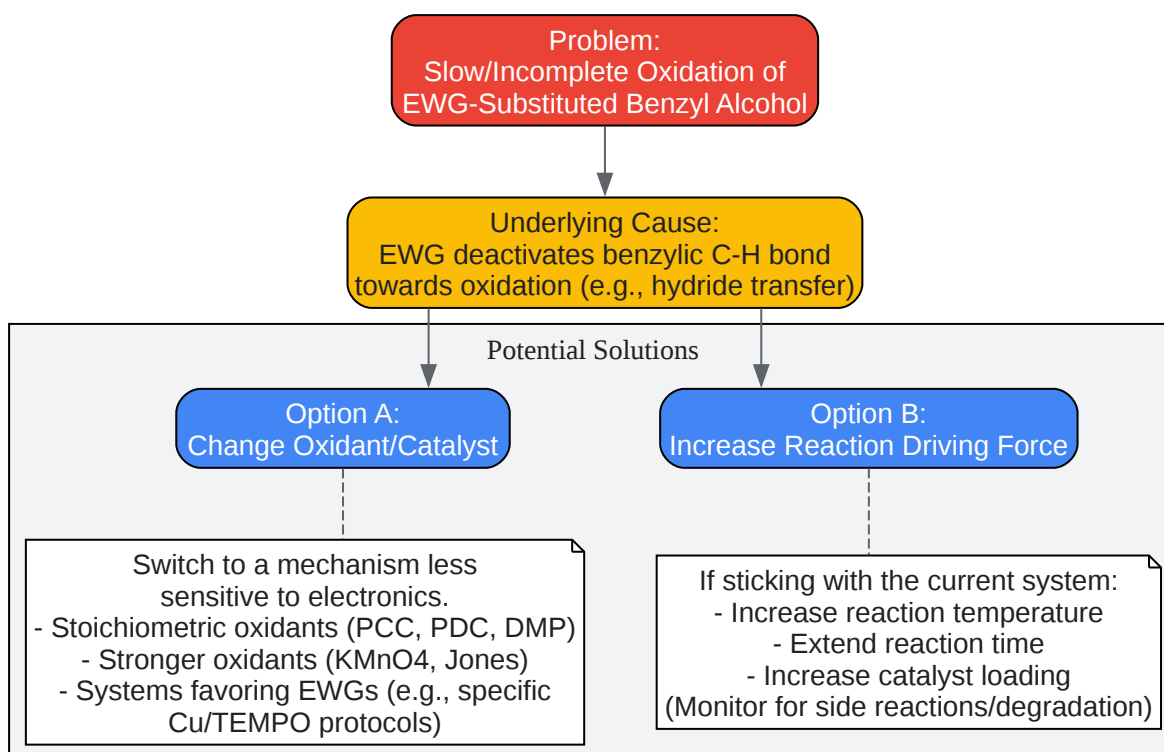 Problem:
Slow/Incomplete Oxidation of
EWG-Substituted Benzyl Alcohol
Underlying Cause:
EWG deactivates benzylic C-H bond
towards oxidation (e.g., hydride transfer)
Potential Solutions
Option A:
Change Oxidant/Catalyst
Option B:
Increase Reaction Driving Force
Switch to a mechanism less
sensitive to electronics.
- Stoichiometric oxidants (PCC, PDC, DMP)
- Stronger oxidants (KMnO4, Jones)
- Systems favoring EWGs (e.g., specific
Cu/TEMPO protocols)
If sticking with the current system:
- Increase reaction temperature
- Extend reaction time
- Increase catalyst loading
(Monitor for side reactions/degradation)